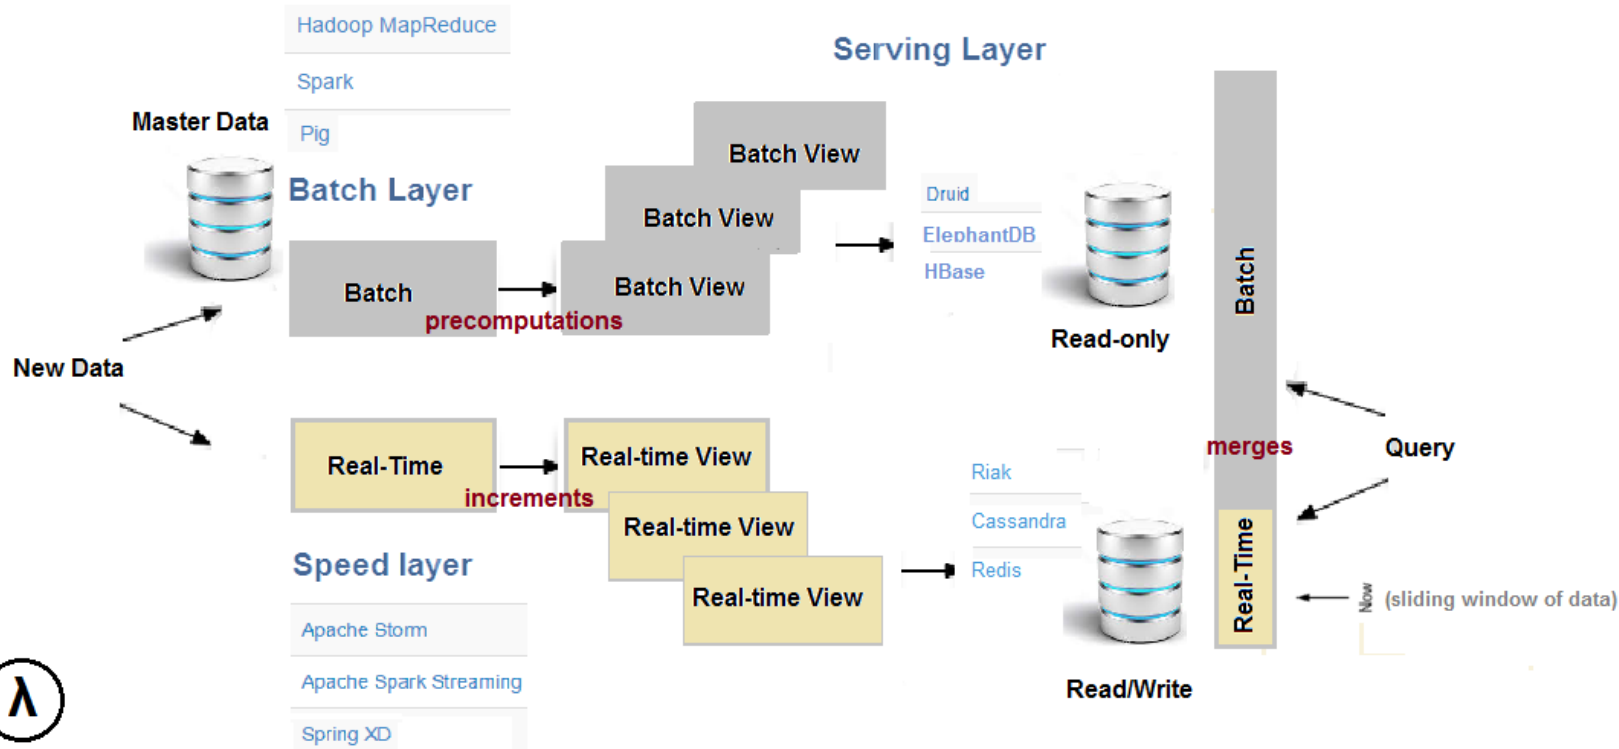 Hadoop MapReduce
Spark
Pig
Serving Layer
Master Data
Batch Layer
Batch View
Batch View
Batch View
Batch
precomputations
Druid
ElephantDB
HBase
Read-only
Batch
New Data
Real-Time
increments
Real-time View
Real-time View
Real-time View
Riak
Cassandra
Redis
merges
Query
Real-Time
Now
(sliding window of data)
Speed layer
Apache Storm
Apache Spark Streaming
Spring XD
Read/Write
λ